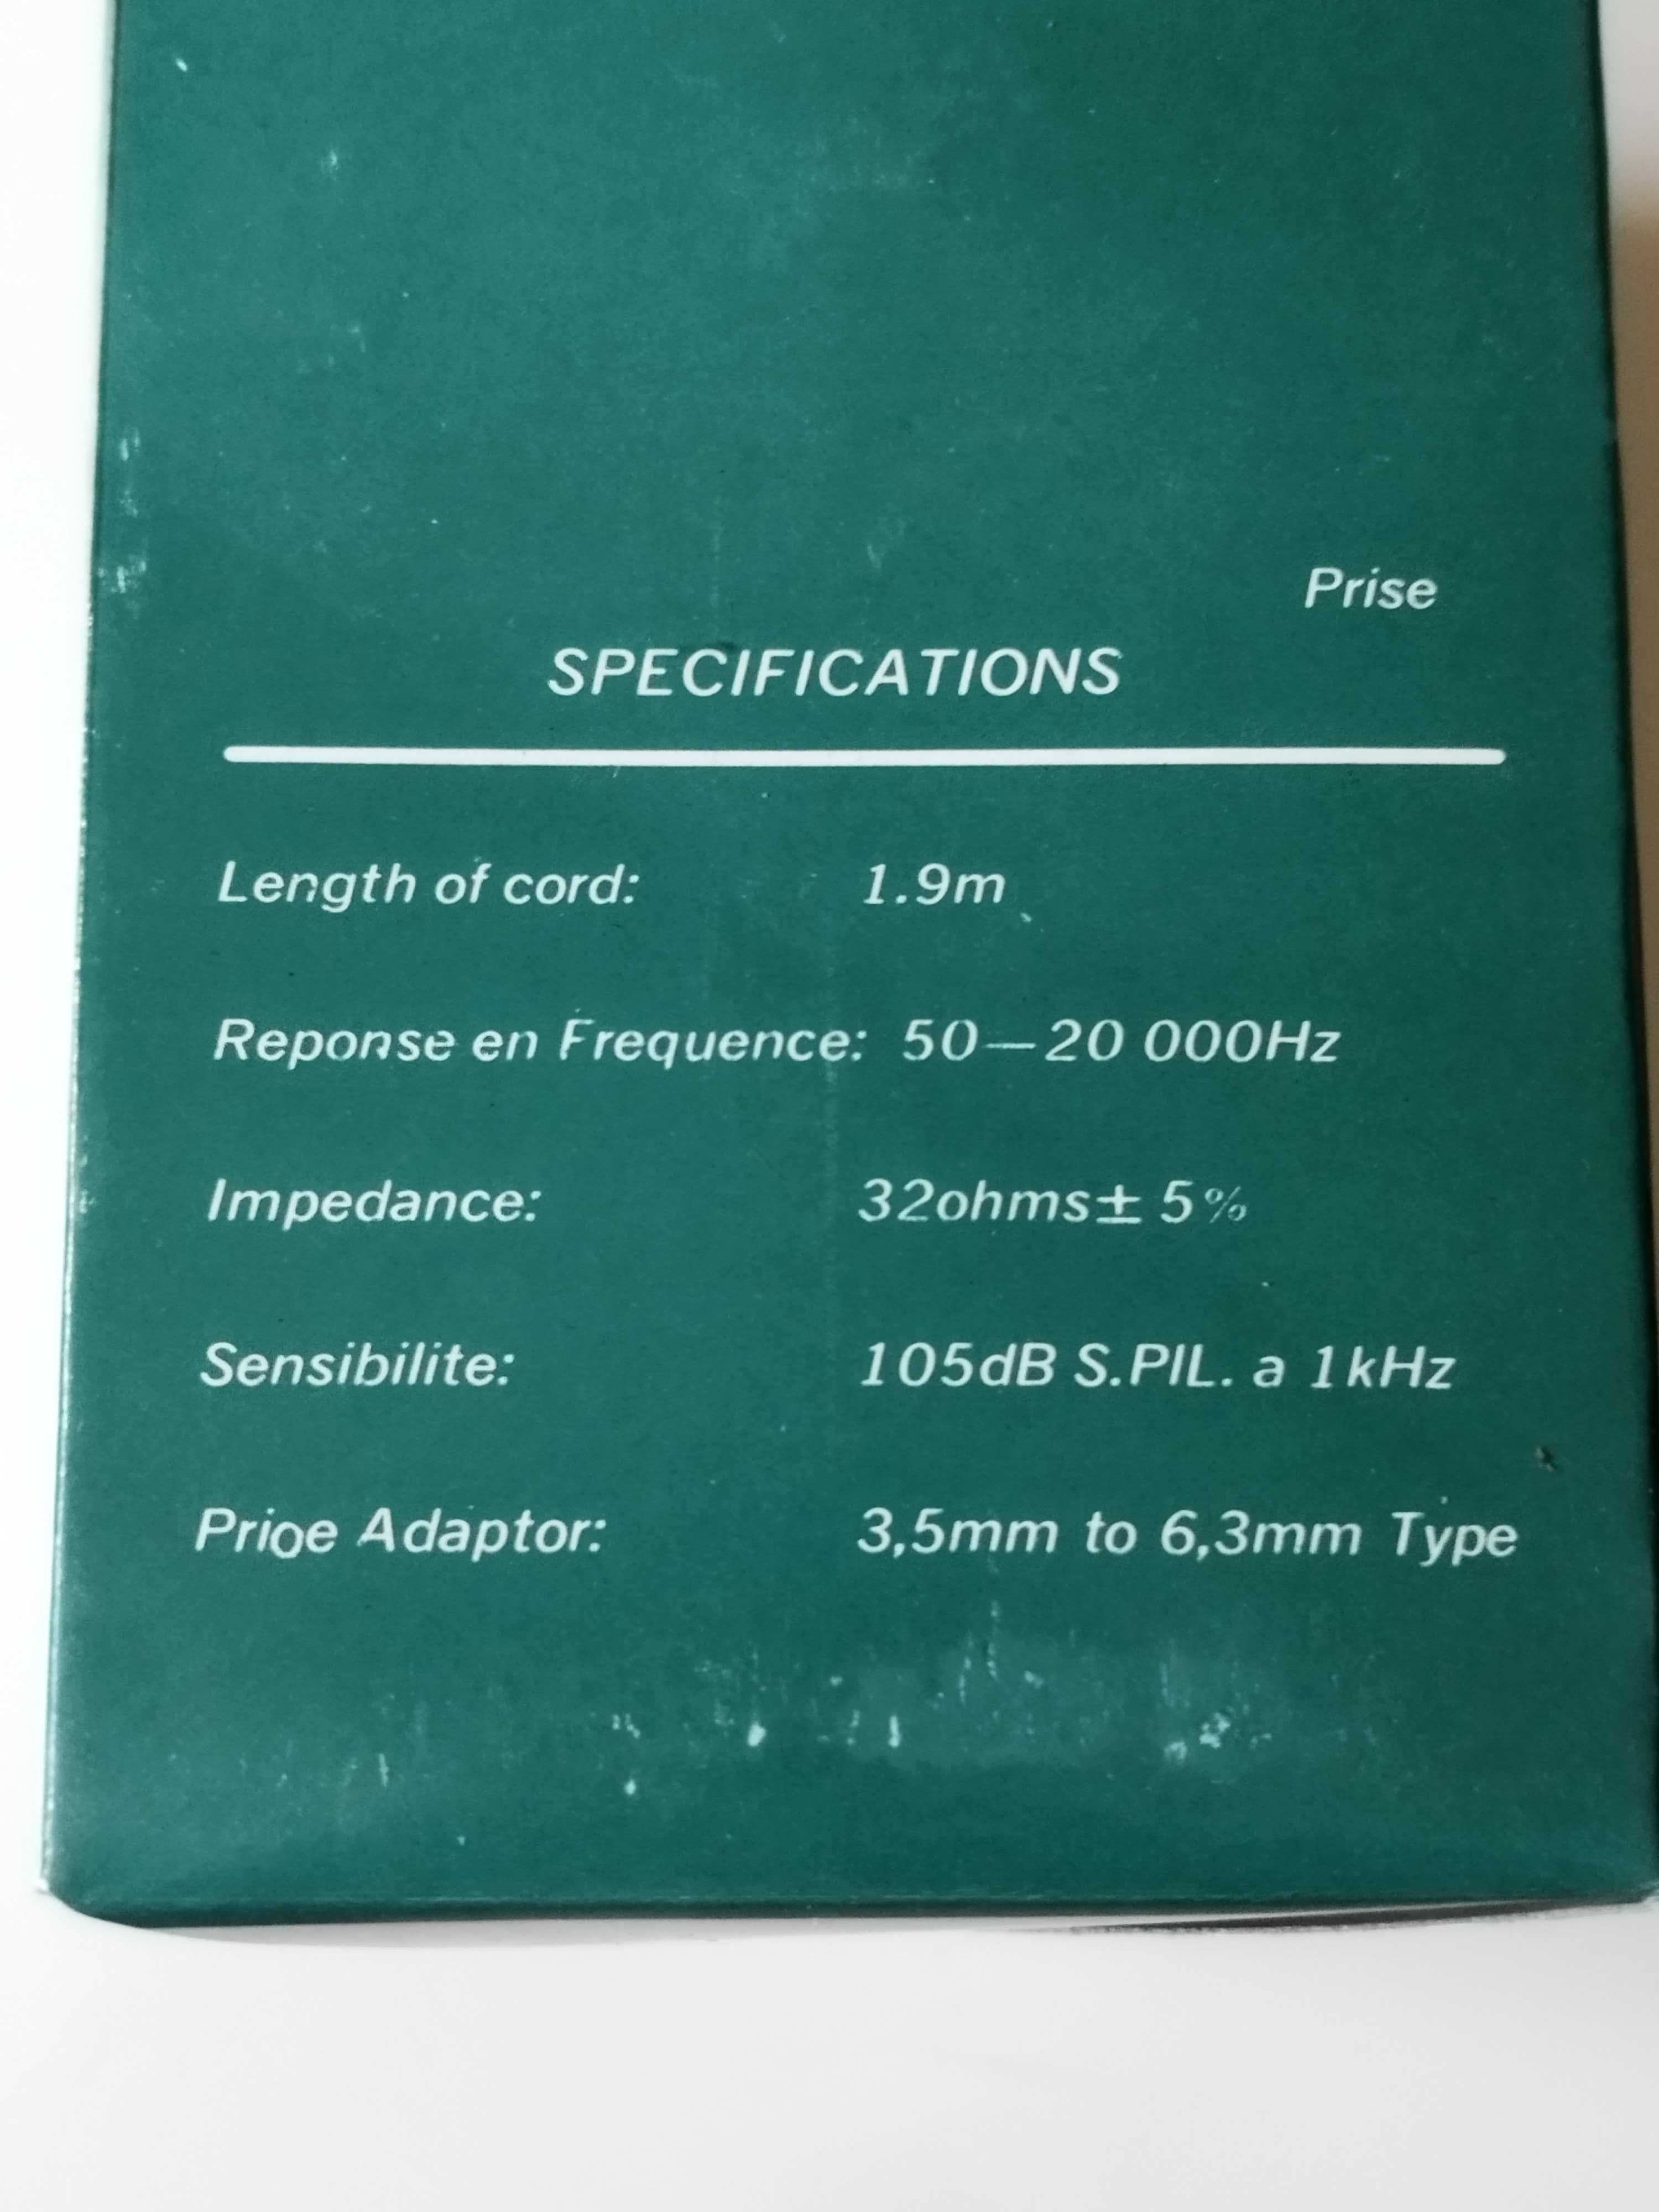 Prise
SPECIFICATIONS
Length of cord: 1.9m
Reponse en Frequence: 50—20 000Hz
Impedance: 32ohms± 5%
Sensibilite: 105dB S.PIL. a 1kHz
Prioe Adaptor: 3,5mm to 6,3mm Type